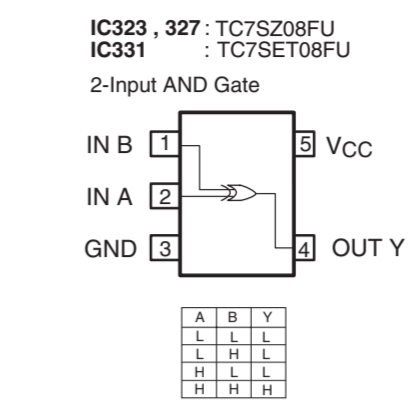 IC323 , 327 : TC7SZ08FU
IC331 : TC7SET08FU
2-Input AND Gate
IN B 1 5 VCC
IN A 2
GND 3 4 OUT Y
A B Y
L L L
L H L
H L L
H H H